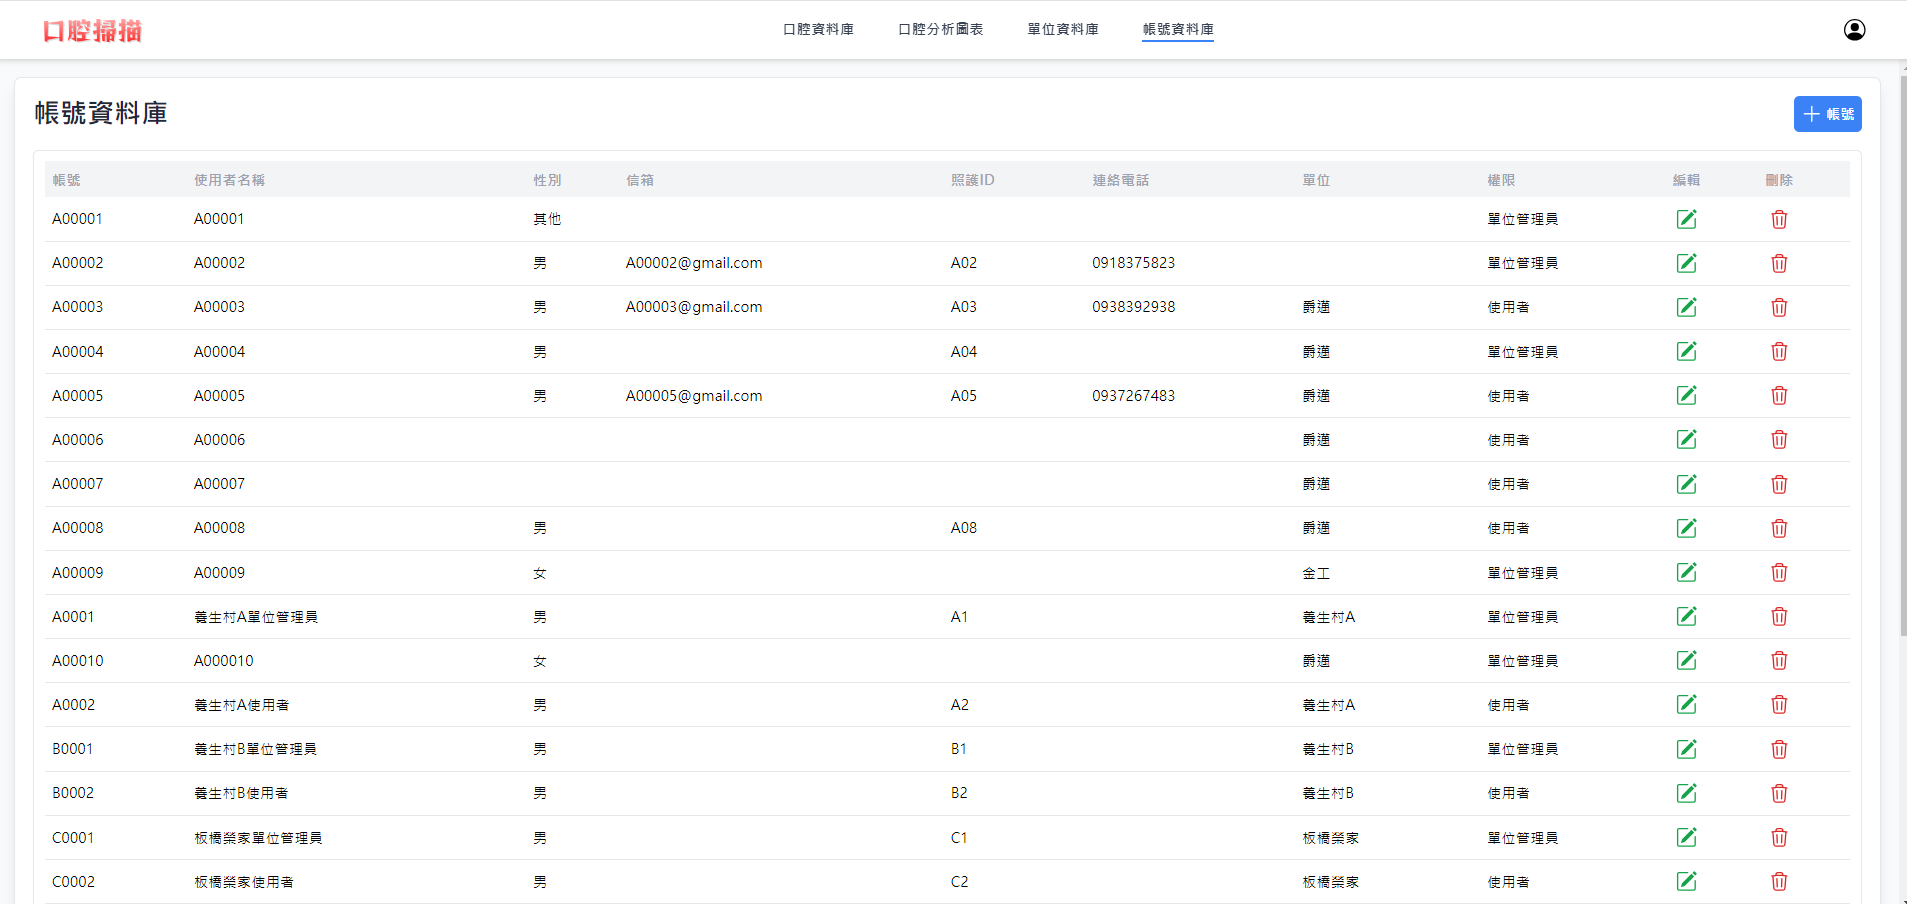 口腔掃描
口腔資料庫 口腔分析圖表 單位資料庫 帳號資料庫
帳號資料庫
帳號
帳號 使用者名稱 性別 信箱 照護ID 連絡電話 單位 權限 編輯 刪除
A00001 A00001 其他 單位管理員
A00002 A00002 男 A00002@gmail.com A02 0918375823 單位管理員
A00003 A00003 男 A00003@gmail.com A03 0938392938 爵邁 使用者
A00004 A00004 男 A04 爵邁 單位管理員
A00005 A00005 男 A00005@gmail.com A05 0937267483 爵邁 使用者
A00006 A00006 爵邁 使用者
A00007 A00007 爵邁 使用者
A00008 A00008 男 A08 爵邁 使用者
A00009 A00009 女 金工 單位管理員
A0001 養生村A單位管理員 男 A1 養生村A 單位管理員
A00010 A000010 女 爵邁 單位管理員
A0002 養生村A使用者 男 A2 養生村A 使用者
B0001 養生村B單位管理員 男 B1 養生村B 單位管理員
B0002 養生村B使用者 男 B2 養生村B 使用者
C0001 板橋榮家單位管理員 男 C1 板橋榮家 單位管理員
C0002 板橋榮家使用者 男 C2 板橋榮家 使用者